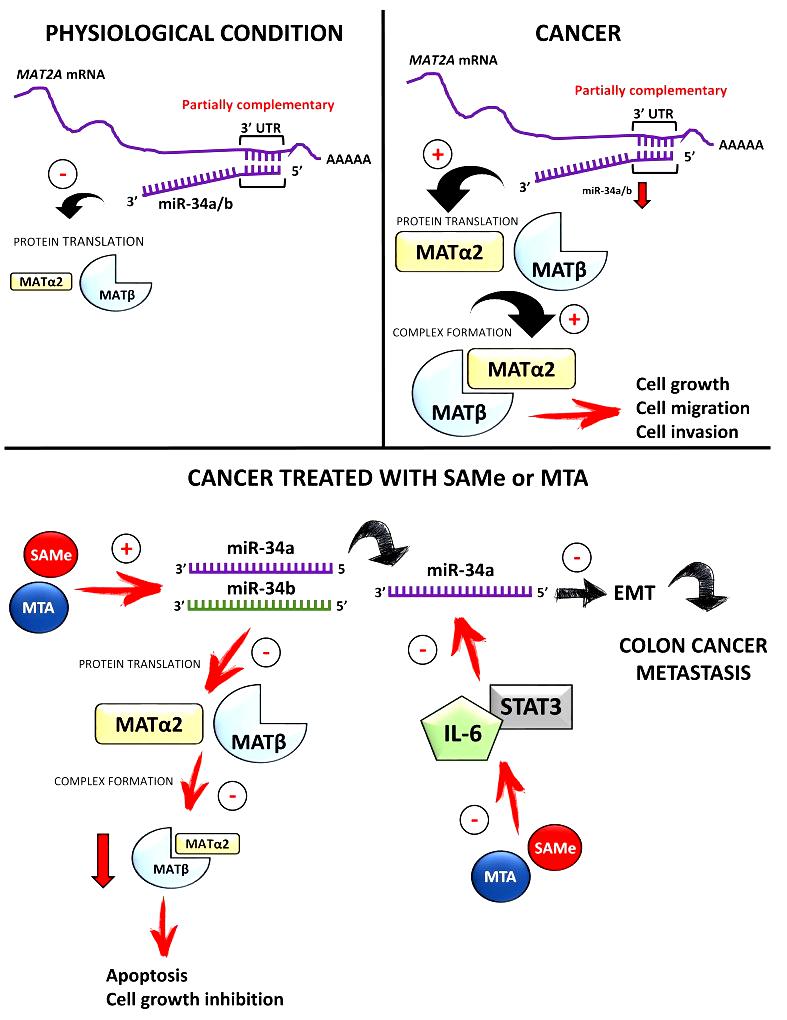 PHYSIOLOGICAL CONDITION
MAT2A mRNA
Partially complementary
3’ UTR
AAAAA
5’
3’
miR-34a/b
-
PROTEIN TRANSLATION
MATα2
MATβ
CANCER
MAT2A mRNA
Partially complementary
3’ UTR
AAAAA
5’
3’
miR-34a/b
+
PROTEIN TRANSLATION
MATα2
MATβ
+
COMPLEX FORMATION
MATα2
MATβ
Cell growth
Cell migration
Cell invasion
CANCER TREATED WITH SAMe or MTA
SAMe
MTA
+
miR-34a
3’ 5
miR-34b
3’ 5’
miR-34a
3’ 5’
-
EMT
COLON CANCER
METASTASIS
PROTEIN TRANSLATION
-
MATα2
MATβ
COMPLEX FORMATION
-
MATα2
MATβ
Apoptosis
Cell growth inhibition
-
STAT3
IL-6
-
SAMe
MTA